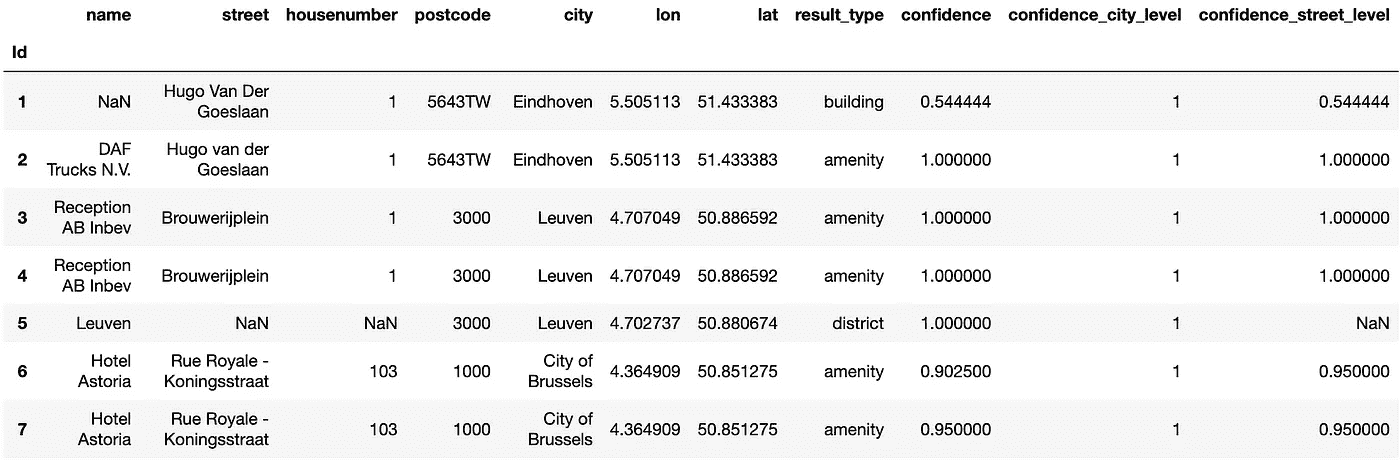 name street housenumber postcode city lon lat result_type confidence confidence_city_level confidence_street_level
Id
1 NaN Hugo Van Der Goeslaan 1 5643TW Eindhoven 5.505113 51.433383 building 0.544444 1 0.544444
2 DAF Trucks N.V. Hugo van der Goeslaan 1 5643TW Eindhoven 5.505113 51.433383 amenity 1.000000 1 1.000000
3 Reception AB Inbev Brouwerijplein 1 3000 Leuven 4.707049 50.886592 amenity 1.000000 1 1.000000
4 Reception AB Inbev Brouwerijplein 1 3000 Leuven 4.707049 50.886592 amenity 1.000000 1 1.000000
5 Leuven NaN NaN 3000 Leuven 4.702737 50.880674 district 1.000000 1 NaN
6 Hotel Astoria Rue Royale - Koningsstraat 103 1000 City of Brussels 4.364909 50.851275 amenity 0.902500 1 0.950000
7 Hotel Astoria Rue Royale - Koningsstraat 103 1000 City of Brussels 4.364909 50.851275 amenity 0.950000 1 0.950000